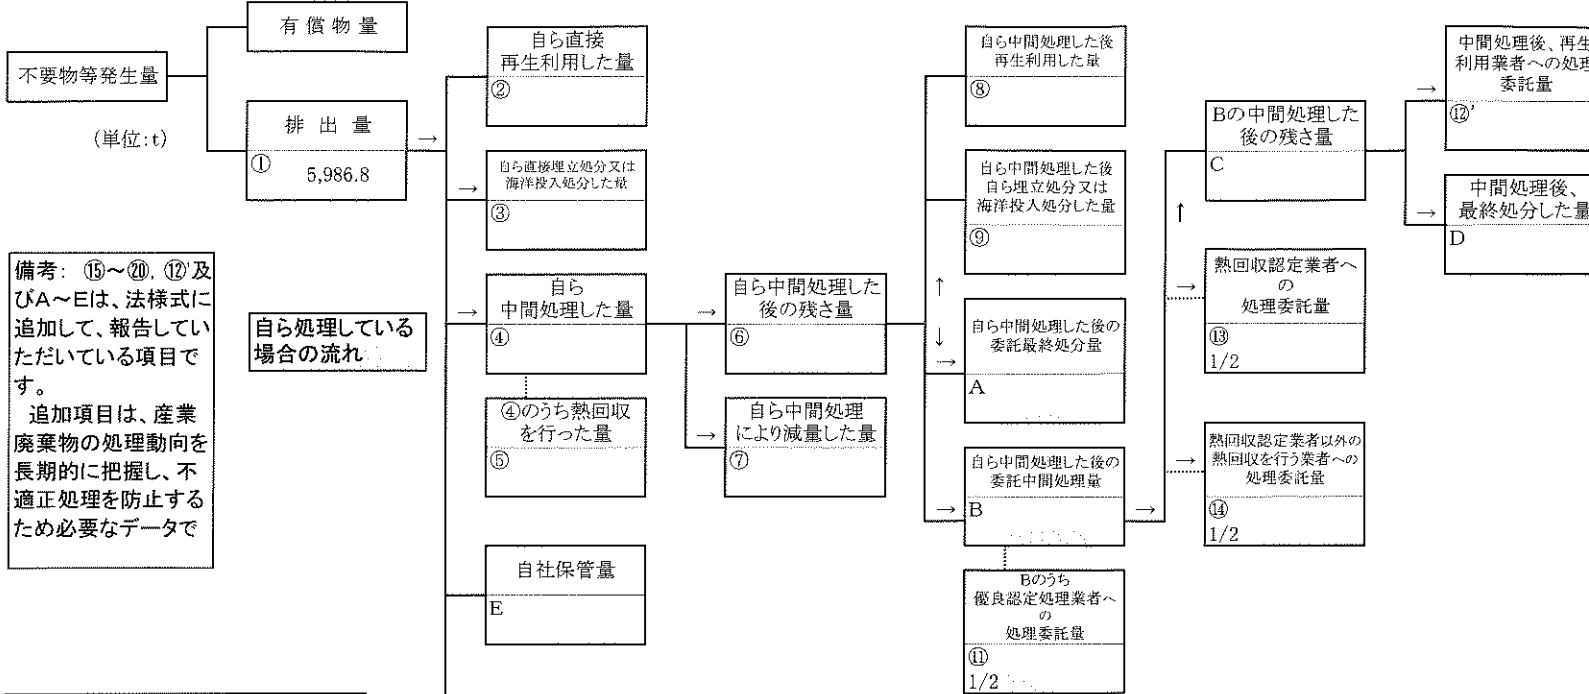 有償物量
不要物等発生量
(単位:t)
排出量
①
5,986.8
→
備考: ⑮～⑳, ⑫'及
びA～Eは、法様式に
追加して、報告してい
ただいている項目で
す。
追加項目は、産業
廃棄物の処理動向を
長期的に把握し、不
適正処理を防止する
ため必要なデータで
自ら処理している
場合の流れ
自ら直接
再生利用した量
②
→
自ら直接埋立処分又は
海洋投入処分した量
③
→
自ら
中間処理した量
④
④のうち熱回収
を行った量
⑤
自社保管量
E
→
自ら中間処理した
後の残さ量
⑥
→
自ら中間処理
により減量した量
⑦
自ら中間処理した後
再生利用した量
⑧
自ら中間処理した後
自ら埋立処分又は
海洋投入処分した量
⑨
↑
↓
→
自ら中間処理した後の
委託最終処分量
A
→
自ら中間処理した後の
委託中間処理量
B
→
Bのうち
優良認定処理業者へ
の
処理委託量
⑪
1/2
Bの中間処理した
後の残さ量
C
↑
→
熱回収認定業者へ
の
処理委託量
⑬
1/2
→
熱回収認定業者以外の
熱回収を行う業者への
処理委託量
⑭
1/2
→
中間処理後、再生
利用業者への処理
委託量
⑫'
→
中間処理後、
最終処分した量
D